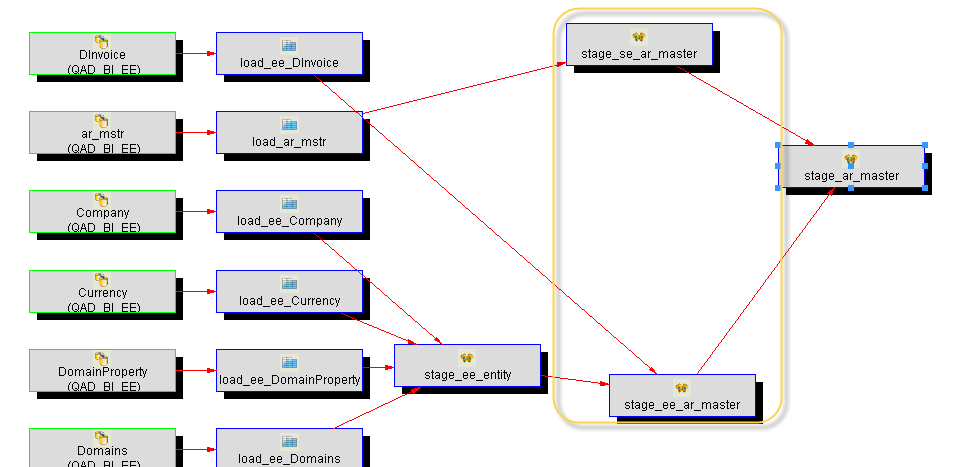 DInvoice
(QAD_BI_EE)
load_ee_DInvoice
stage_se_ar_master
ar_mstr
(QAD_BI_EE)
load_ar_mstr
stage_ar_master
Company
(QAD_BI_EE)
load_ee_Company
Currency
(QAD_BI_EE)
load_ee_Currency
DomainProperty
(QAD_BI_EE)
load_ee_DomainProperty
stage_ee_entity
stage_ee_ar_master
Domains
(QAD_BI_EE)
load_ee_Domains